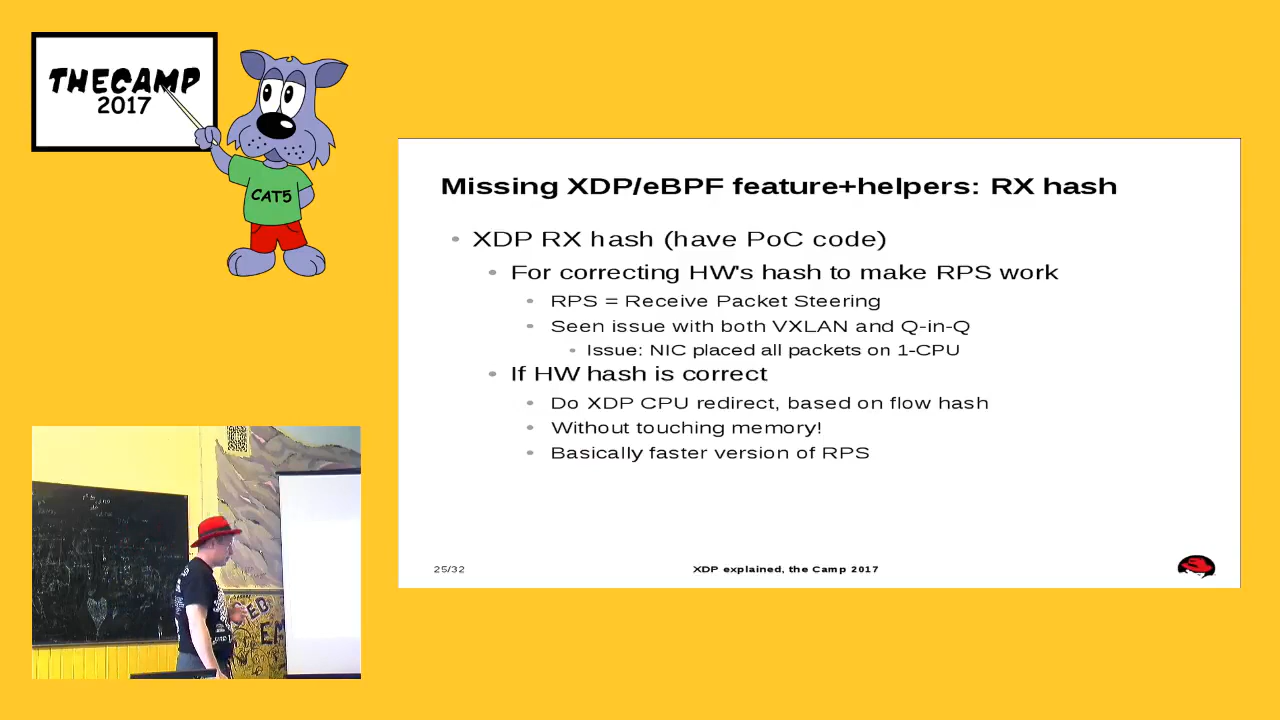 THECAMP
2017
CAT5
Missing XDP/eBPF feature+helpers: RX hash
XDP RX hash (have PoC code)
For correcting HW's hash to make RPS work
RPS = Receive Packet Steering
Seen issue with both VXLAN and Q-in-Q
Issue: NIC placed all packets on 1-CPU
If HW hash is correct
Do XDP CPU redirect, based on flow hash
Without touching memory!
Basically faster version of RPS
25/32
XDP explained, the Camp 2017